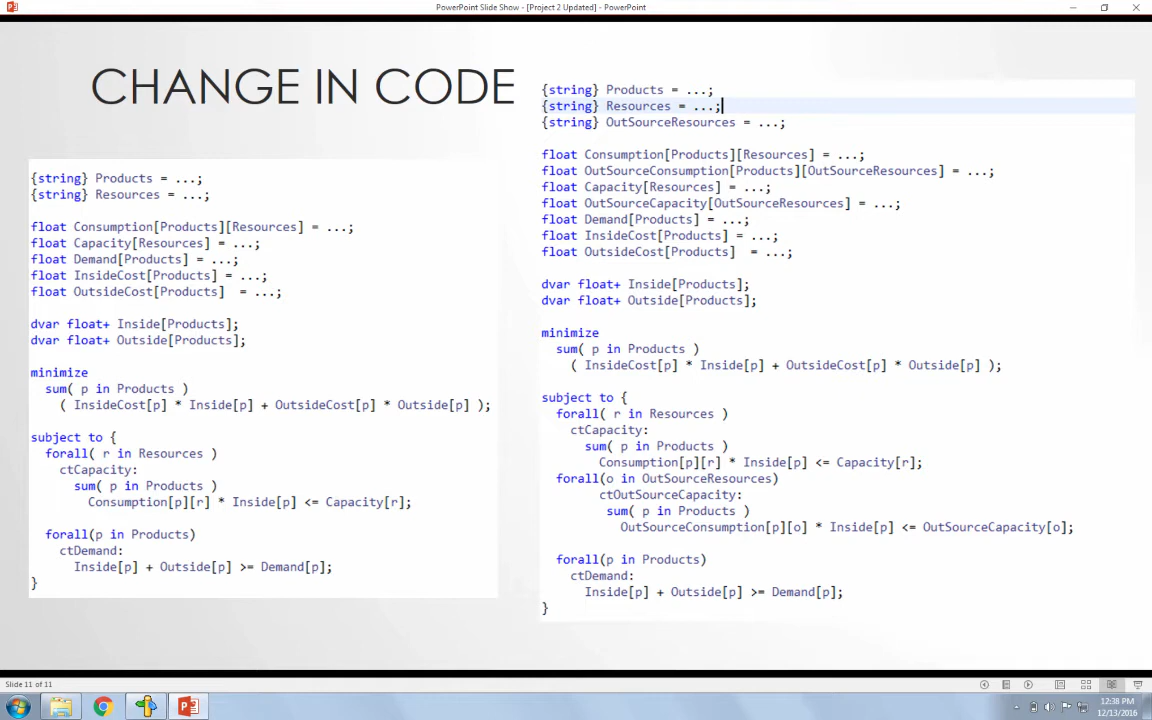 PowerPoint Slide Show - [Project 2 Updated] - PowerPoint
CHANGE IN CODE
{string} Products = ...;
{string} Resources = ...;
float Consumption[Products][Resources] = ...;
float Capacity[Resources] = ...;
float Demand[Products] = ...;
float InsideCost[Products] = ...;
float OutsideCost[Products]  = ...;
dvar float+ Inside[Products];
dvar float+ Outside[Products];
minimize
sum( p in Products )
( InsideCost[p] * Inside[p] + OutsideCost[p] * Outside[p] );
subject to {
forall( r in Resources )
ctCapacity:
sum( p in Products )
Consumption[p][r] * Inside[p] <= Capacity[r];
forall(p in Products)
ctDemand:
Inside[p] + Outside[p] >= Demand[p];
}
{string} Products = ...;
{string} Resources = ...;
{string} OutSourceResources = ...;
float Consumption[Products][Resources] = ...;
float OutSourceConsumption[Products][OutSourceResources] = ...;
float Capacity[Resources] = ...;
float OutSourceCapacity[OutSourceResources] = ...;
float Demand[Products] = ...;
float InsideCost[Products] = ...;
float OutsideCost[Products]  = ...;
dvar float+ Inside[Products];
dvar float+ Outside[Products];
minimize
sum( p in Products )
( InsideCost[p] * Inside[p] + OutsideCost[p] * Outside[p] );
subject to {
forall( r in Resources )
ctCapacity:
sum( p in Products )
Consumption[p][r] * Inside[p] <= Capacity[r];
forall(o in OutSourceResources)
ctOutSourceCapacity:
sum( p in Products )
OutSourceConsumption[p][o] * Inside[p] <= OutSourceCapacity[o];
forall(p in Products)
ctDemand:
Inside[p] + Outside[p] >= Demand[p];
}
Slide 11 of 11
12:38 PM
12/13/2016